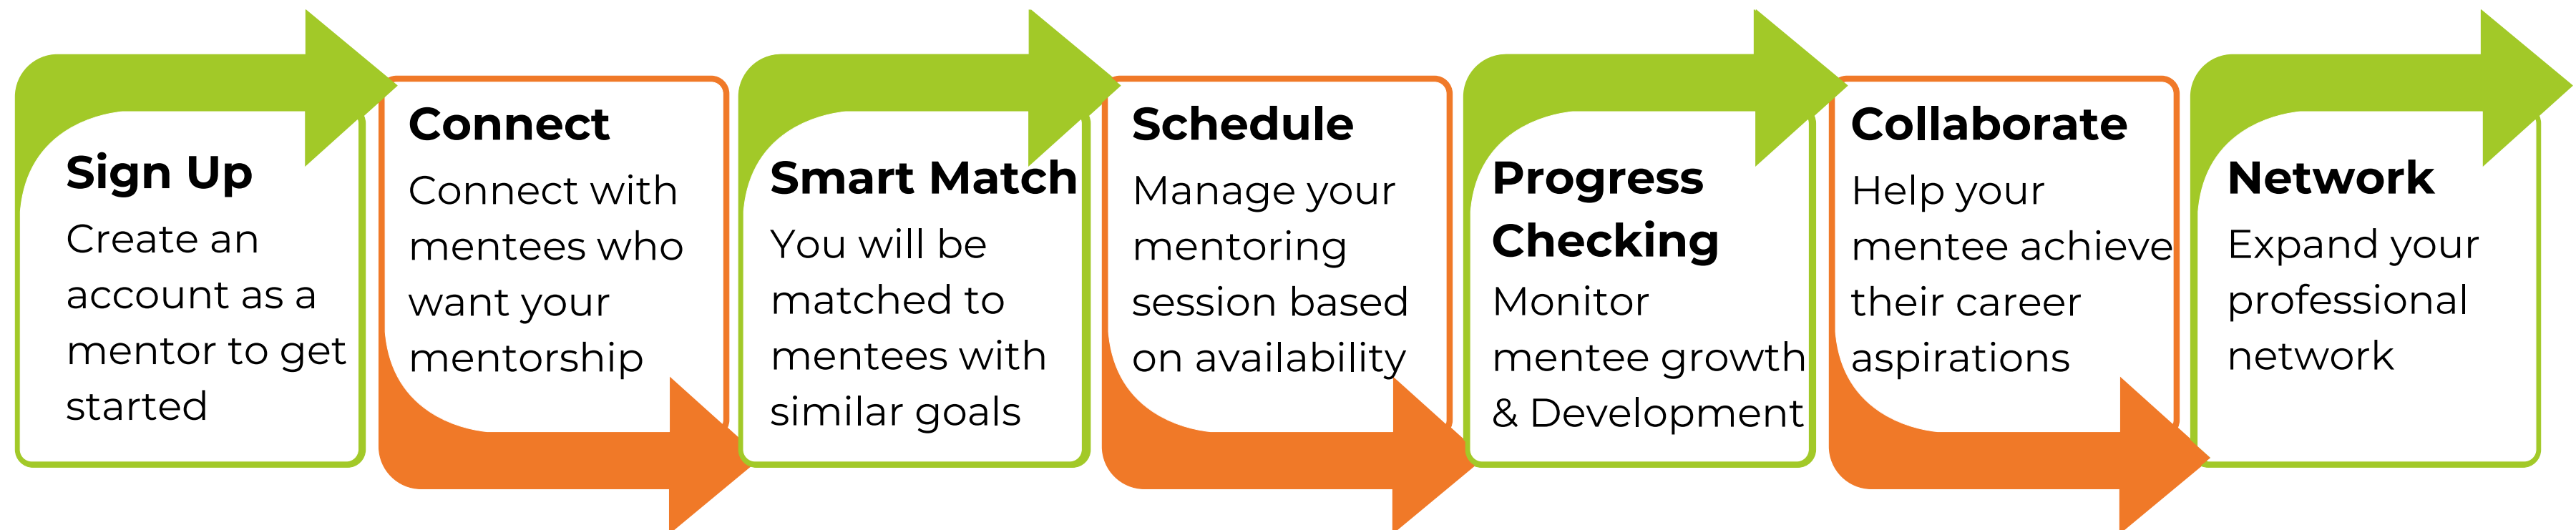 Sign Up
Create an
account as a
mentor to get
started
Connect
Connect with
mentees who
want your
mentorship
Smart Match
You will be
matched to
mentees with
similar goals
Schedule
Manage your
mentoring
session based
on availability
Progress
Checking
Monitor
mentee growth
& Development
Collaborate
Help your
mentee achieve
their career
aspirations
Network
Expand your
professional
network